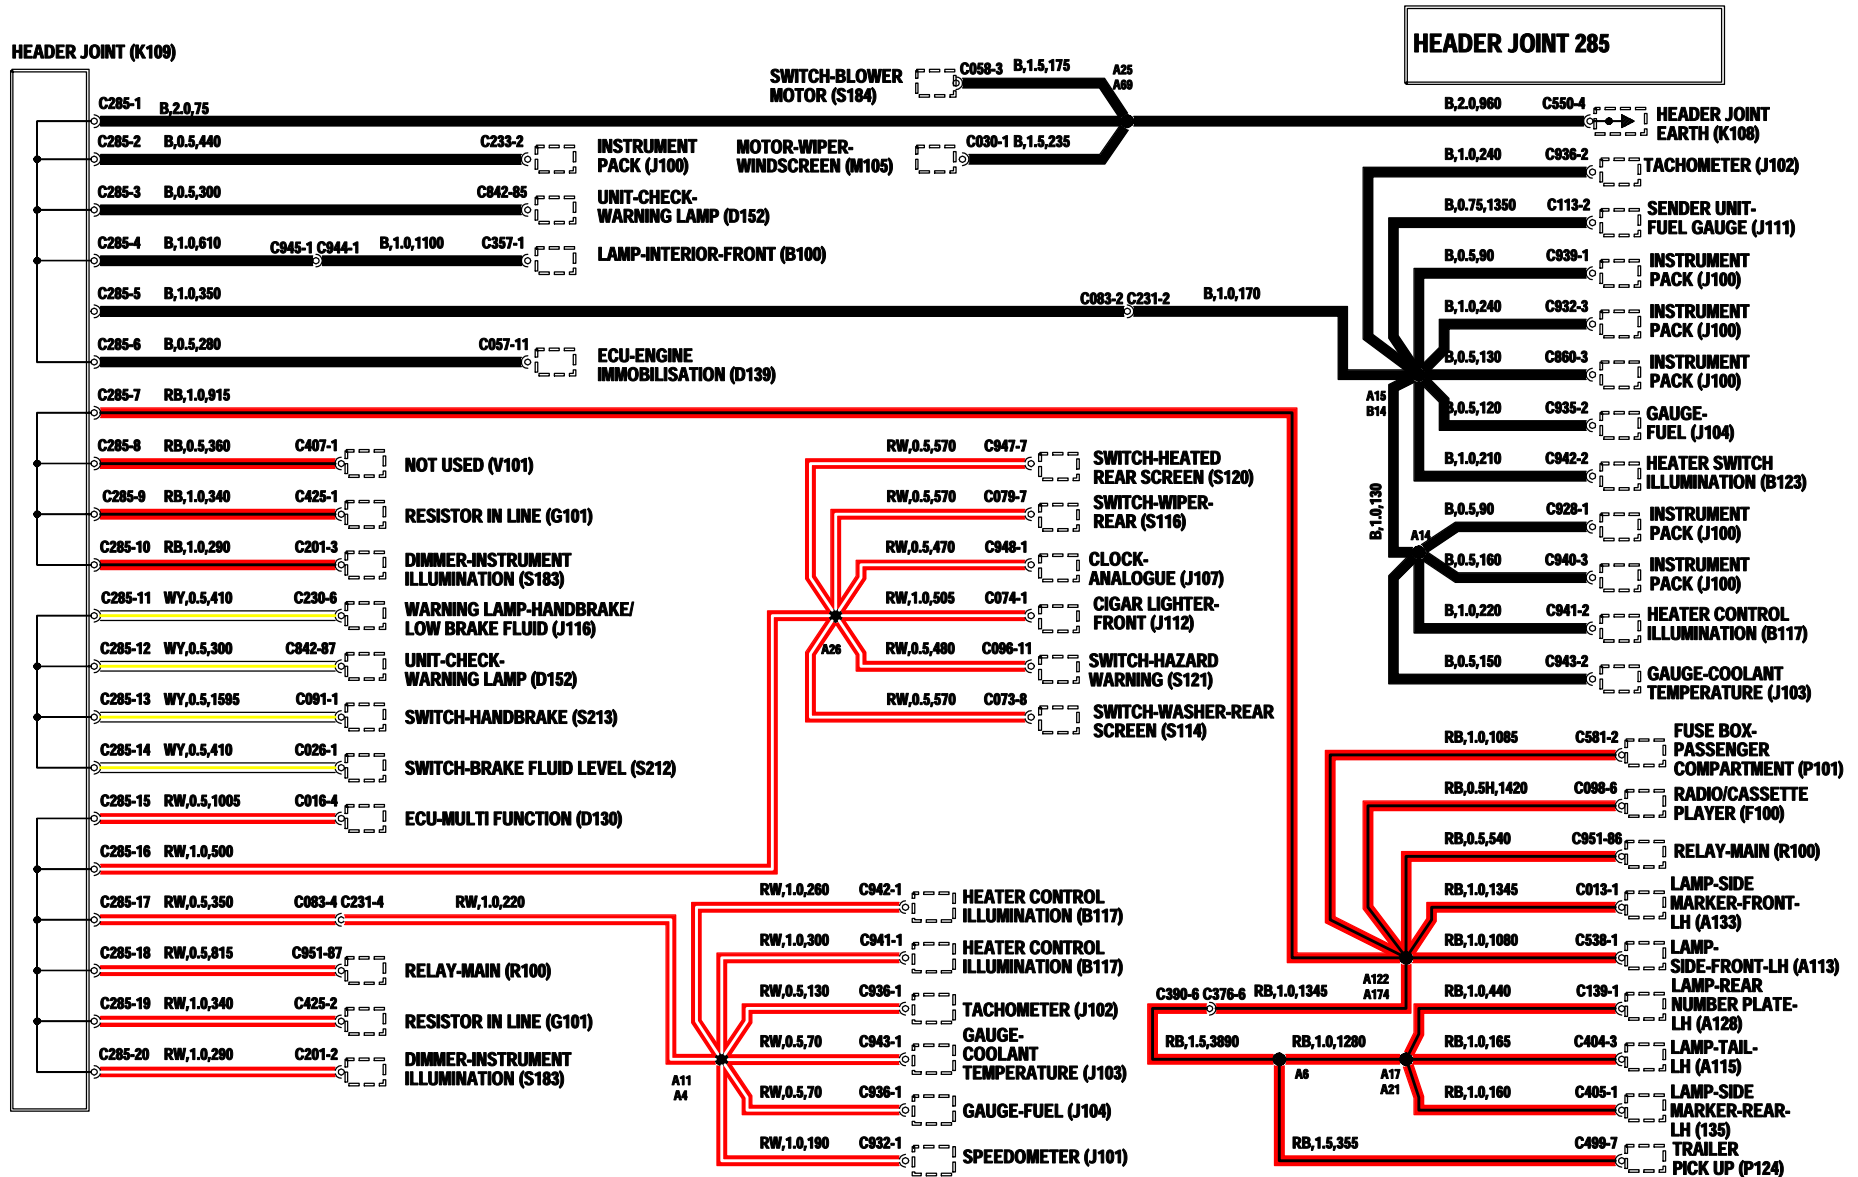 HEADER JOINT 285
HEADER JOINT (K109)
C285-1 B,2.0,75
SWITCH-BLOWER
MOTOR (S184)
C058-3 B,1.5,175
A25
A69
B,2.0,960 C550-4
HEADER JOINT
EARTH (K108)
C285-2 B,0.5,440 C233-2
INSTRUMENT
PACK (J100)
MOTOR-WIPER-
WINDSCREEN (M105)
C030-1 B,1.5,235
C285-3 B,0.5,300 C842-85
UNIT-CHECK-
WARNING LAMP (D152)
C285-4 B,1.0,610 C945-1 C944-1 B,1.0,1100 C357-1
LAMP-INTERIOR-FRONT (B100)
C285-5 B,1.0,350 C083-2 C231-2 B,1.0,170
C285-6 B,0.5,280 C057-11
ECU-ENGINE
IMMOBILISATION (D139)
B,1.0,240 C936-2
TACHOMETER (J102)
B,0.75,1350 C113-2
SENDER UNIT-
FUEL GAUGE (J111)
B,0.5,90 C939-1
INSTRUMENT
PACK (J100)
B,1.0,240 C932-3
INSTRUMENT
PACK (J100)
B,0.5,130 C860-3
INSTRUMENT
PACK (J100)
A15
B14
B,0.5,120 C935-2
GAUGE-
FUEL (J104)
B,1.0,210 C942-2
HEATER SWITCH
ILLUMINATION (B123)
B,1.0,130
A14
B,0.5,90 C928-1
INSTRUMENT
PACK (J100)
B,0.5,160 C940-3
INSTRUMENT
PACK (J100)
B,1.0,220 C941-2
HEATER CONTROL
ILLUMINATION (B117)
B,0.5,150 C943-2
GAUGE-COOLANT
TEMPERATURE (J103)
C285-7 RB,1.0,915
C285-8 RB,0.5,360 C407-1
NOT USED (V101)
C285-9 RB,1.0,340 C425-1
RESISTOR IN LINE (G101)
C285-10 RB,1.0,290 C201-3
DIMMER-INSTRUMENT
ILLUMINATION (S183)
C285-11 WY,0.5,410 C230-6
WARNING LAMP-HANDBRAKE/
LOW BRAKE FLUID (J116)
C285-12 WY,0.5,300 C842-87
UNIT-CHECK-
WARNING LAMP (D152)
C285-13 WY,0.5,1595 C091-1
SWITCH-HANDBRAKE (S213)
C285-14 WY,0.5,410 C026-1
SWITCH-BRAKE FLUID LEVEL (S212)
C285-15 RW,0.5,1005 C016-4
ECU-MULTI FUNCTION (D130)
C285-16 RW,1.0,500
C285-17 RW,0.5,350 C083-4 C231-4 RW,1.0,220
C285-18 RW,0.5,815 C951-87
RELAY-MAIN (R100)
C285-19 RW,1.0,340 C425-2
RESISTOR IN LINE (G101)
C285-20 RW,1.0,290 C201-2
DIMMER-INSTRUMENT
ILLUMINATION (S183)
RW,0.5,570 C947-7
SWITCH-HEATED
REAR SCREEN (S120)
RW,0.5,570 C079-7
SWITCH-WIPER-
REAR (S116)
RW,0.5,470 C948-1
CLOCK-
ANALOGUE (J107)
RW,1.0,505 C074-1
CIGAR LIGHTER-
FRONT (J112)
A26
RW,0.5,480 C096-11
SWITCH-HAZARD
WARNING (S121)
RW,0.5,570 C073-8
SWITCH-WASHER-REAR
SCREEN (S114)
RW,1.0,260 C942-1
HEATER CONTROL
ILLUMINATION (B117)
RW,1.0,300 C941-1
HEATER CONTROL
ILLUMINATION (B117)
RW,0.5,130 C936-1
TACHOMETER (J102)
RW,0.5,70 C943-1
GAUGE-
COOLANT
TEMPERATURE (J103)
A11
A4
RW,0.5,70 C936-1
GAUGE-FUEL (J104)
RW,1.0,190 C932-1
SPEEDOMETER (J101)
RB,1.0,1085 C581-2
FUSE BOX-
PASSENGER
COMPARTMENT (P101)
RB,0.5H,1420 C098-6
RADIO/CASSETTE
PLAYER (F100)
RB,0.5,540 C951-86
RELAY-MAIN (R100)
RB,1.0,1345 C013-1
LAMP-SIDE
MARKER-FRONT-
LH (A133)
RB,1.0,1080 C538-1
LAMP-
SIDE-FRONT-LH (A113)
A122
A174
C390-6 C376-6 RB,1.0,1345
RB,1.0,440 C139-1
LAMP-REAR
NUMBER PLATE-
LH (A128)
RB,1.5,3890 RB,1.0,1280
A6
A17
A21
RB,1.0,165 C404-3
LAMP-TAIL-
LH (A115)
RB,1.0,160 C405-1
LAMP-SIDE
MARKER-REAR-
LH (135)
RB,1.5,355 C499-7
TRAILER
PICK UP (P124)